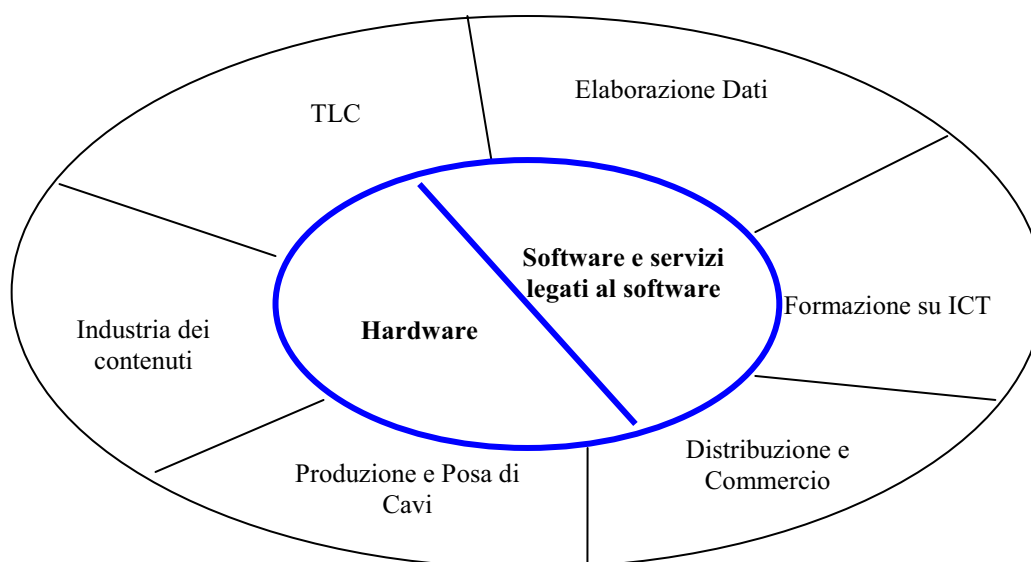 Elaborazione Dati
TLC
Software e servizi
legati al software
Formazione su ICT
Hardware
Industria dei
contenuti
Distribuzione e
Commercio
Produzione e Posa di
Cavi